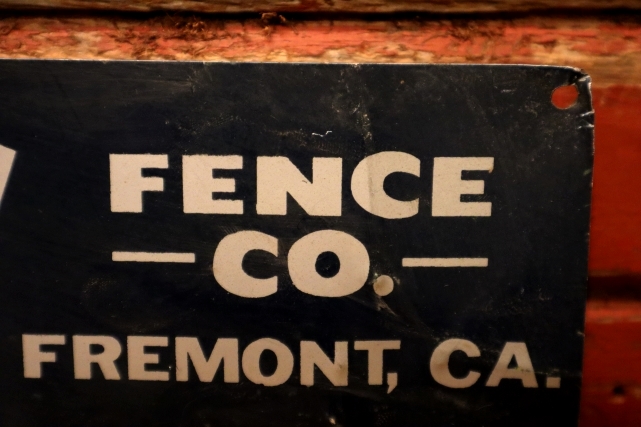 FENCE
— CO. —
FREMONT, CA.